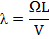 λ = ΩL/V